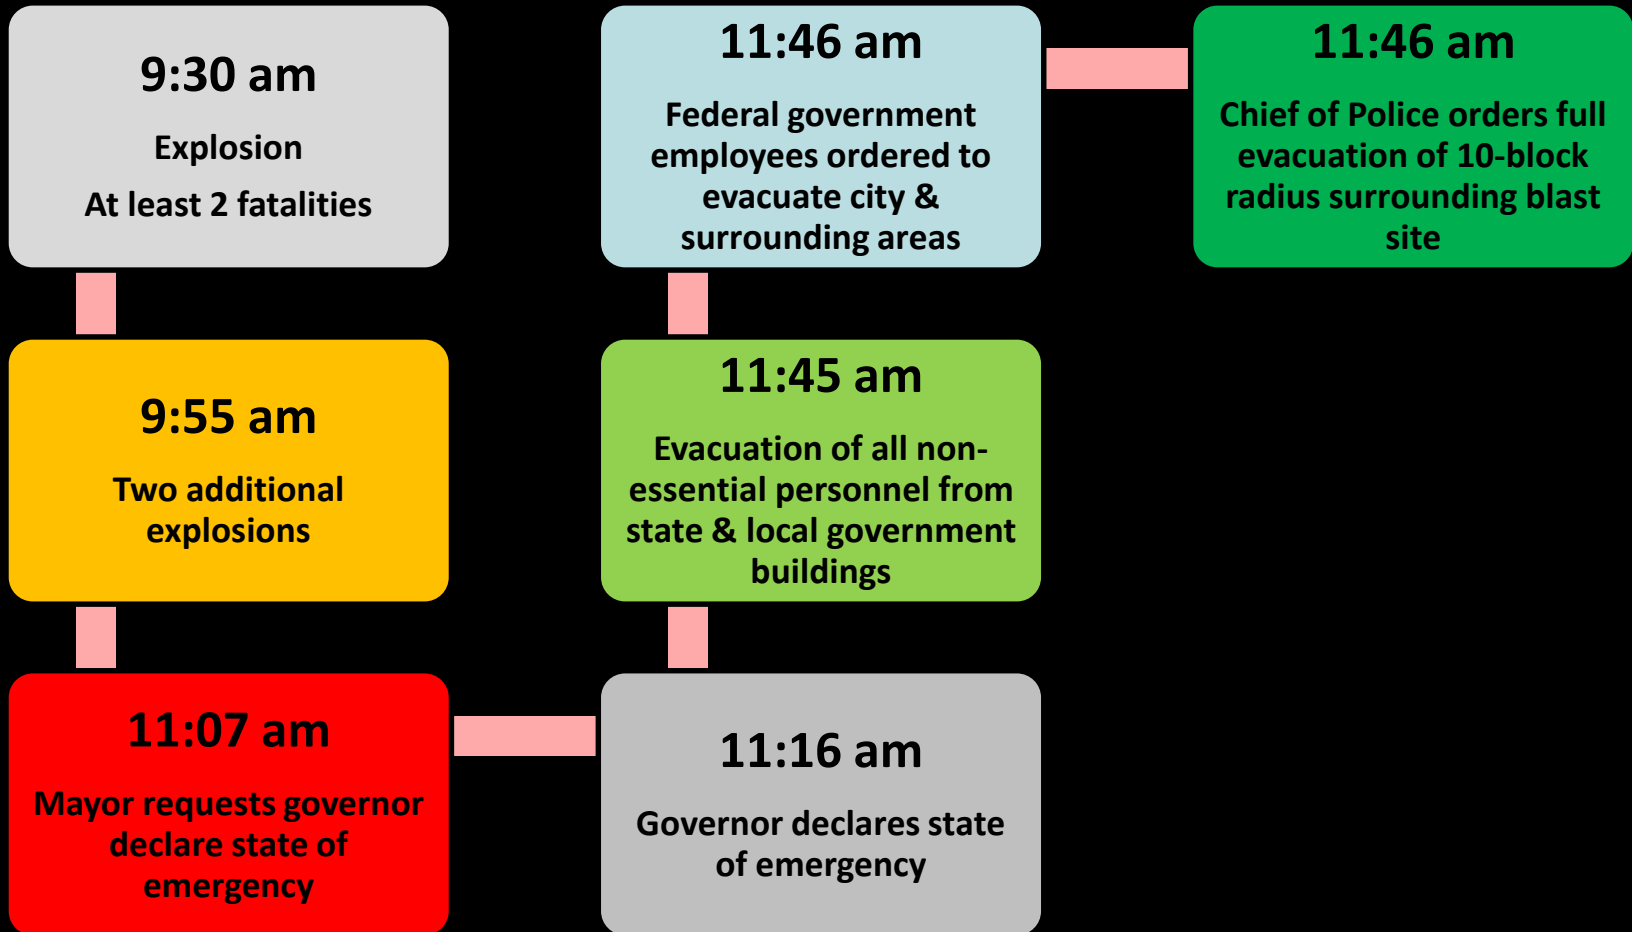 9:30 am
Explosion
At least 2 fatalities
9:55 am
Two additional
explosions
11:07 am
Mayor requests governor
declare state of
emergency
11:16 am
Governor declares state
of emergency
11:45 am
Evacuation of all non-
essential personnel from
state & local government
buildings
11:46 am
Federal government
employees ordered to
evacuate city &
surrounding areas
11:46 am
Chief of Police orders full
evacuation of 10-block
radius surrounding blast
site